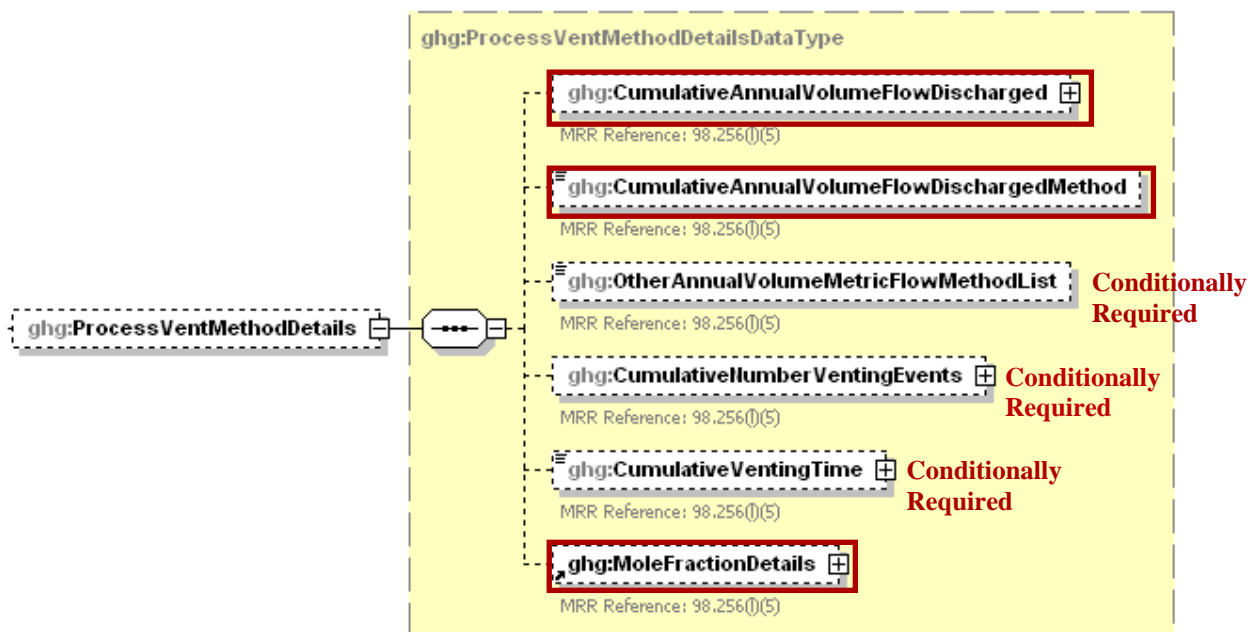 ghg:ProcessVentMethodDetailsDataType
ghg:CumulativeAnnualVolumeFlowDischarged
MRR Reference: 98.256(l)(5)
ghg:CumulativeAnnualVolumeFlowDischargedMethod
MRR Reference: 98.256(l)(5)
ghg:OtherAnnualVolumeMetricFlowMethodList
Conditionally
Required
MRR Reference: 98.256(l)(5)
ghg:ProcessVentMethodDetails
ghg:CumulativeNumberVentingEvents
Conditionally
Required
MRR Reference: 98.256(l)(5)
ghg:CumulativeVentingTime
Conditionally
Required
MRR Reference: 98.256(l)(5)
ghg:MoleFractionDetails
MRR Reference: 98.256(l)(5)